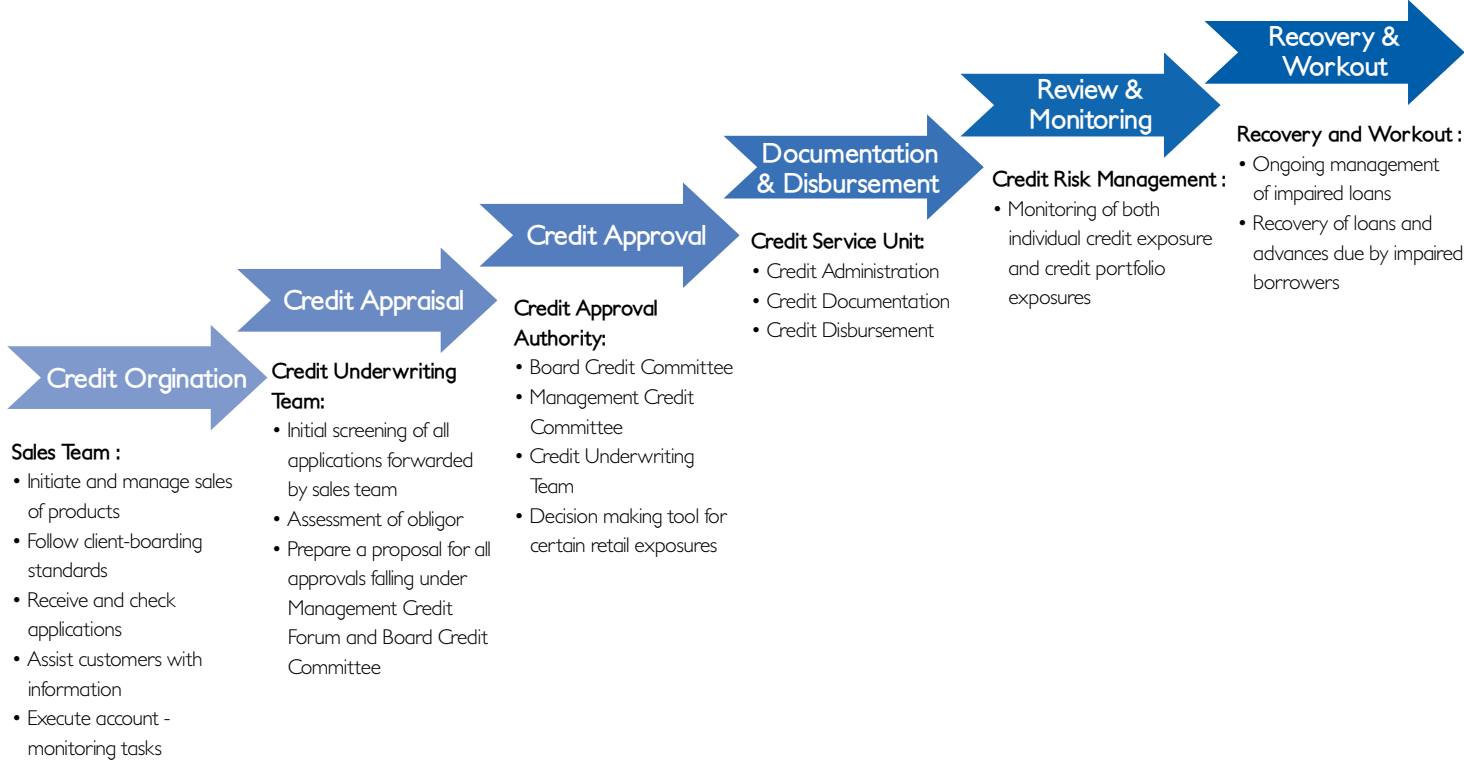 Credit Orgination
Sales Team :
• Initiate and manage sales
of products
• Follow client-boarding
standards
• Receive and check
applications
• Assist customers with
information
• Execute account -
monitoring tasks
Credit Appraisal
Credit Underwriting
Team:
• Initial screening of all
applications forwarded
by sales team
• Assessment of obligor
• Prepare a proposal for all
approvals falling under
Management Credit
Forum and Board Credit
Committee
Credit Approval
Credit Approval
Authority:
• Board Credit Committee
• Management Credit
Committee
• Credit Underwriting
Team
• Decision making tool for
certain retail exposures
Documentation
& Disbursement
Credit Service Unit:
• Credit Administration
• Credit Documentation
• Credit Disbursement
Review &
Monitoring
Credit Risk Management :
• Monitoring of both
individual credit exposure
and credit portfolio
exposures
Recovery &
Workout
Recovery and Workout :
• Ongoing management
of impaired loans
• Recovery of loans and
advances due by impaired
borrowers